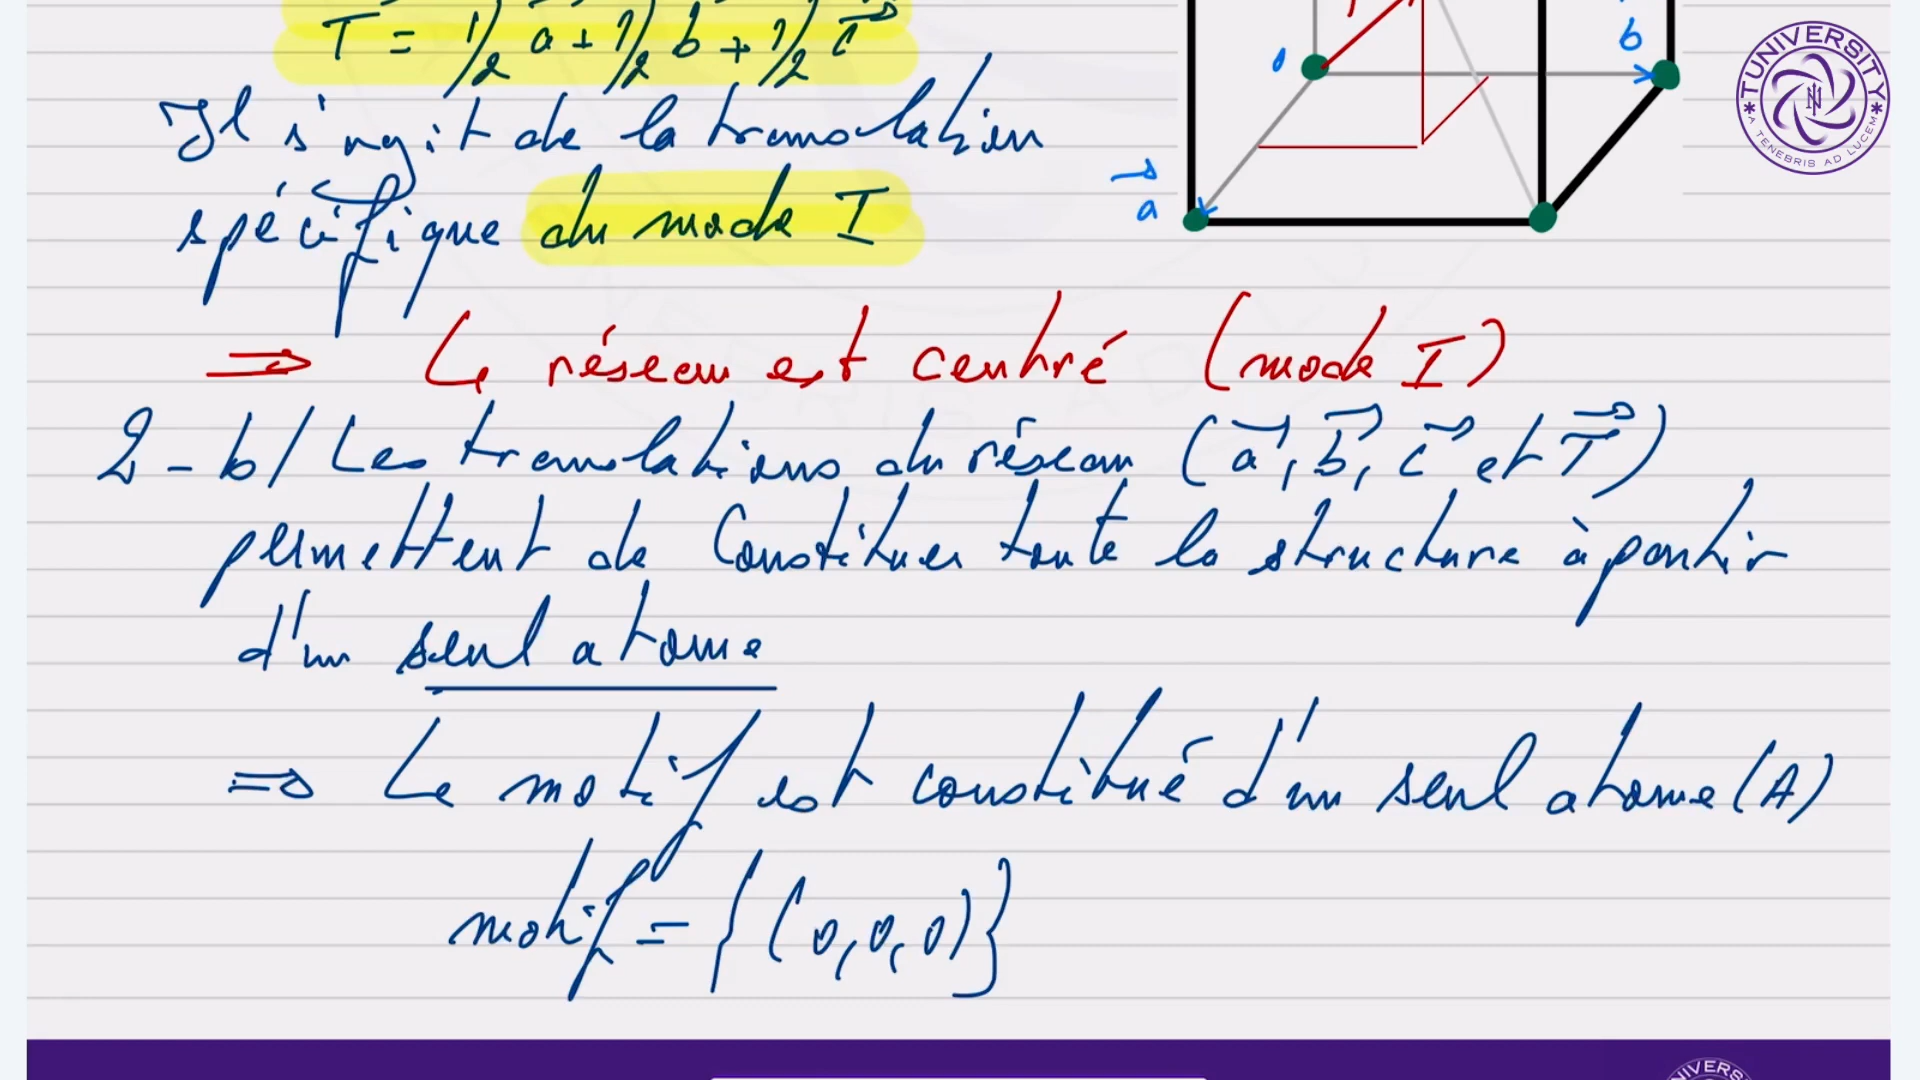 T⃗ = 1/2 a⃗ + 1/2 b⃗ + 1/2 c⃗
Il s'agit de la translation
spécifique du mode I
⇒ Le réseau est centré (mode I)
2-b/ Les translations du réseau (a⃗, b⃗, c⃗ et T⃗)
permettent de Constituer toute la structure à partir
d'un seul atome
⇒ Le motif est constitué d'un seul atome (A)
motif = {(0,0,0)}
0
b
a⃗
TUNIVERSITY
A TENEBRIS AD LUCEM